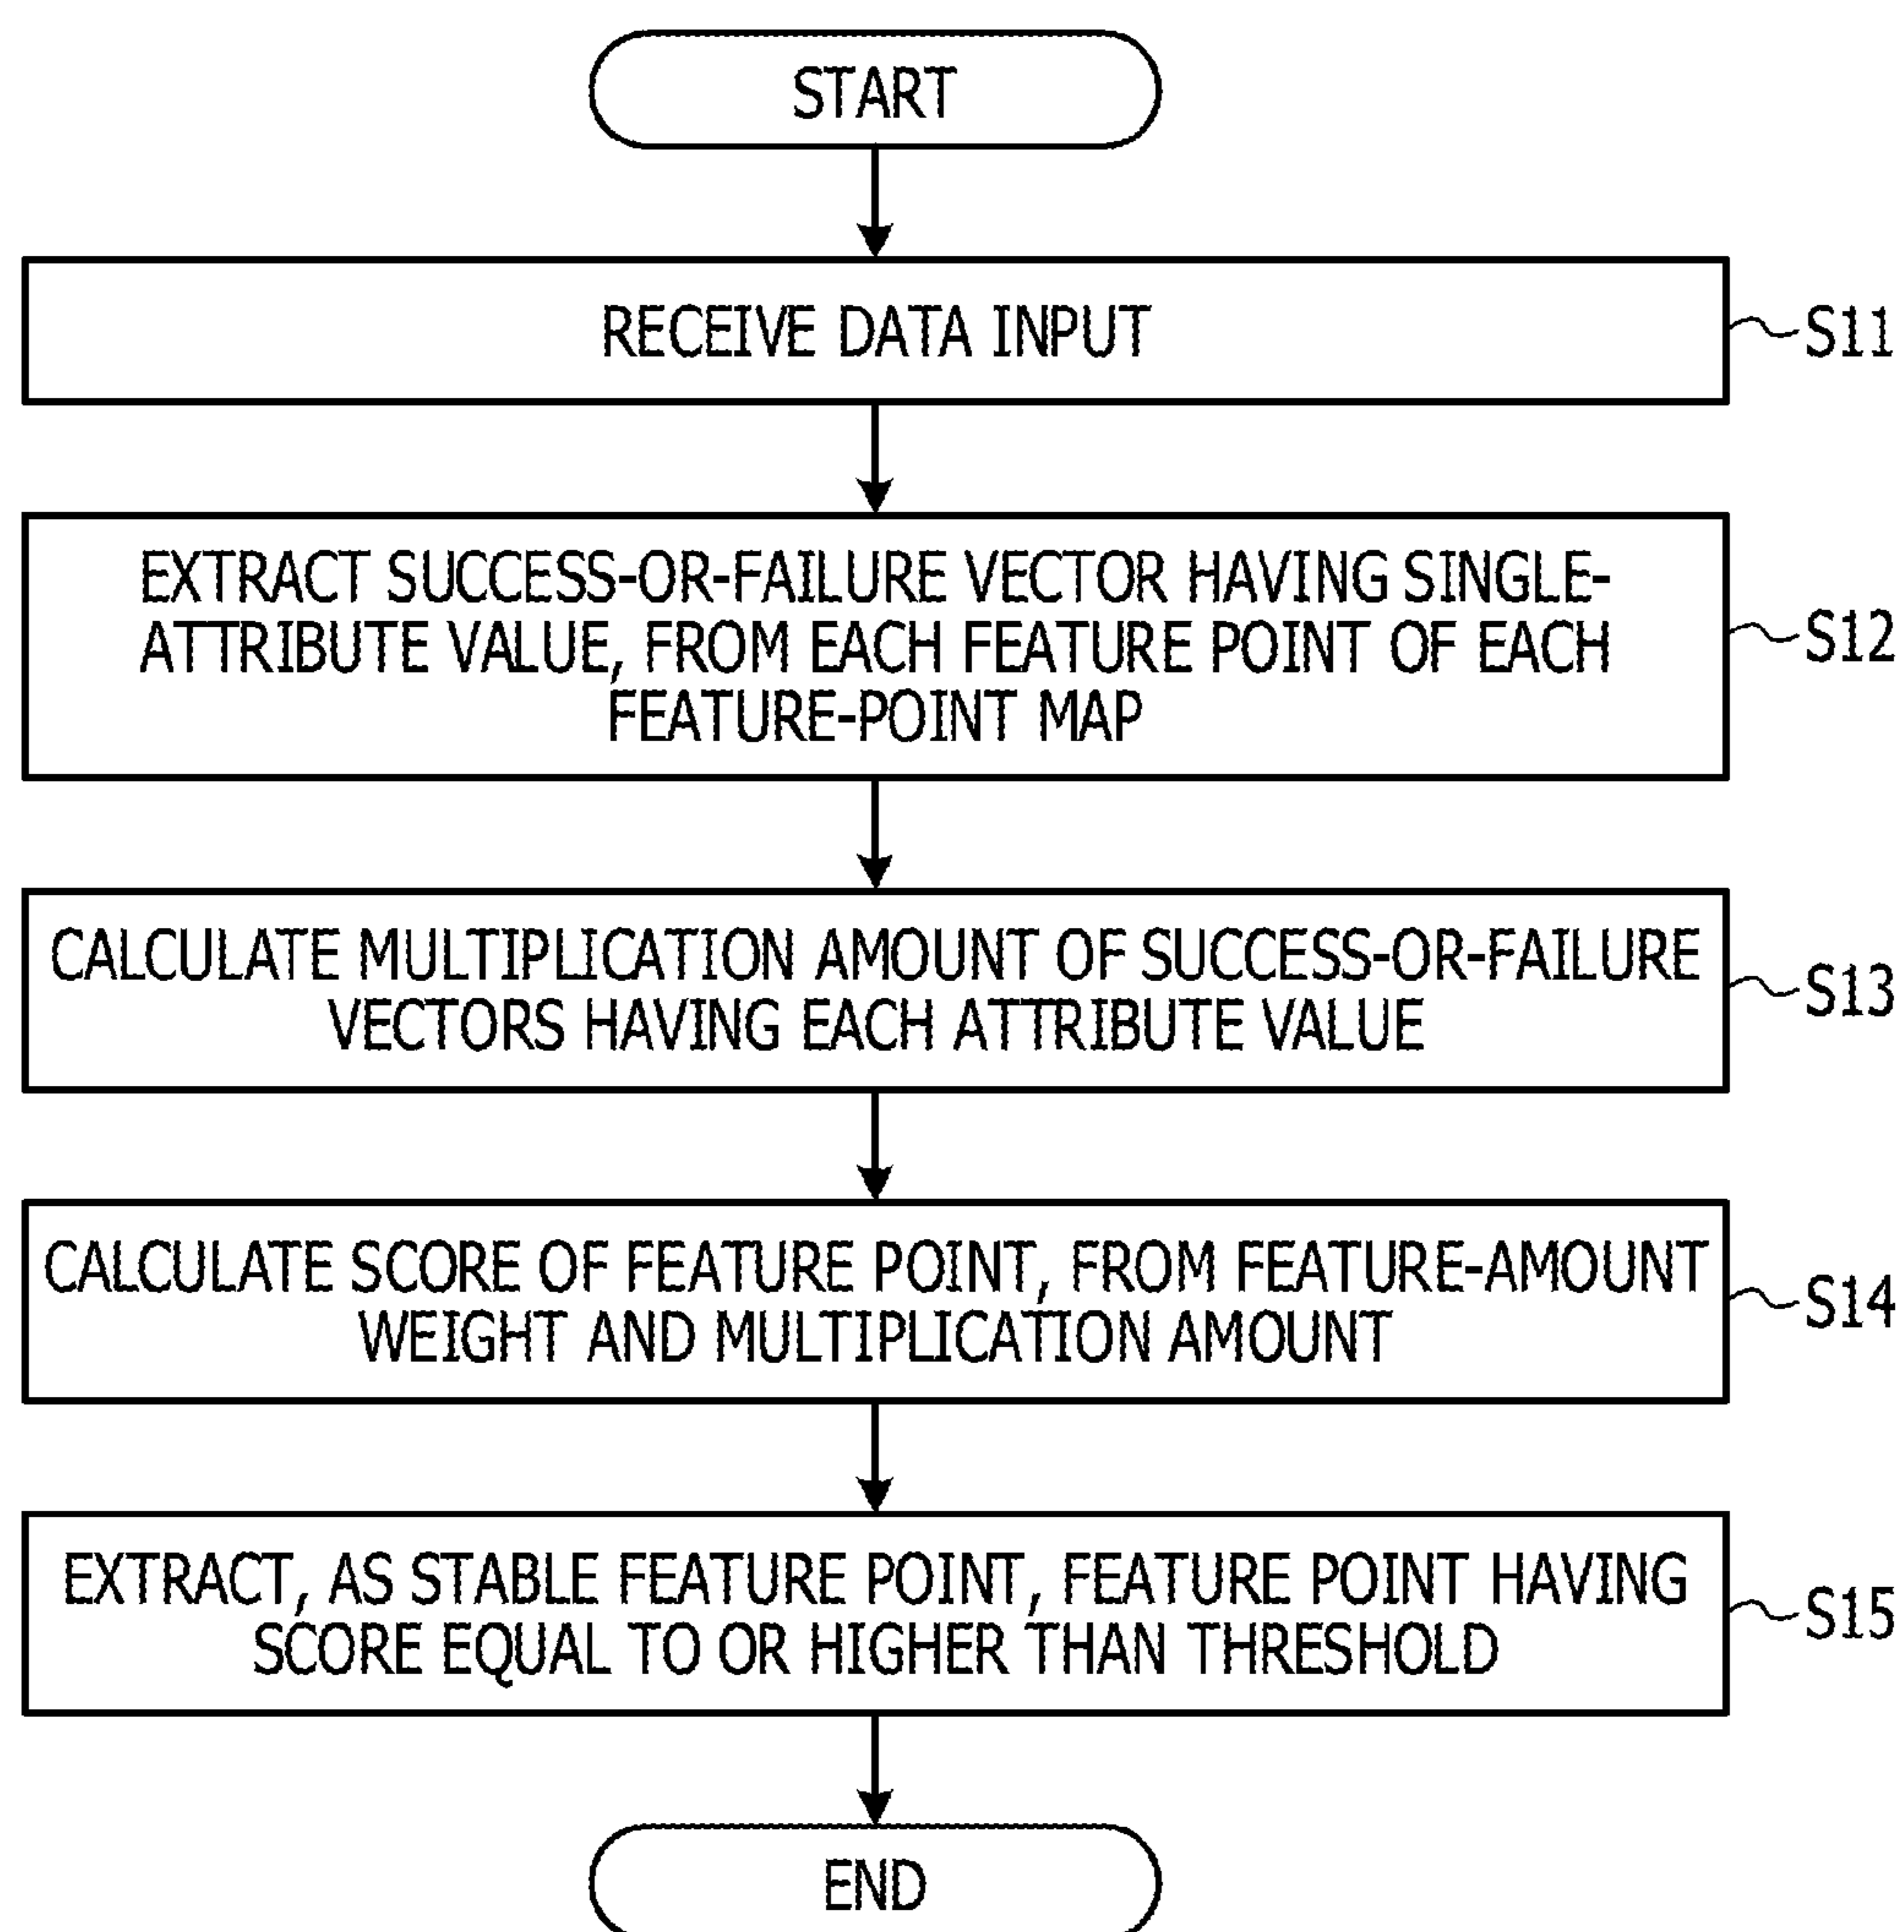 START
RECEIVE DATA INPUT
S11
EXTRACT SUCCESS-OR-FAILURE VECTOR HAVING SINGLE-
ATTRIBUTE VALUE, FROM EACH FEATURE POINT OF EACH
FEATURE-POINT MAP
S12
CALCULATE MULTIPLICATION AMOUNT OF SUCCESS-OR-FAILURE
VECTORS HAVING EACH ATTRIBUTE VALUE
S13
CALCULATE SCORE OF FEATURE POINT, FROM FEATURE-AMOUNT
WEIGHT AND MULTIPLICATION AMOUNT
S14
EXTRACT, AS STABLE FEATURE POINT, FEATURE POINT HAVING
SCORE EQUAL TO OR HIGHER THAN THRESHOLD
S15
END